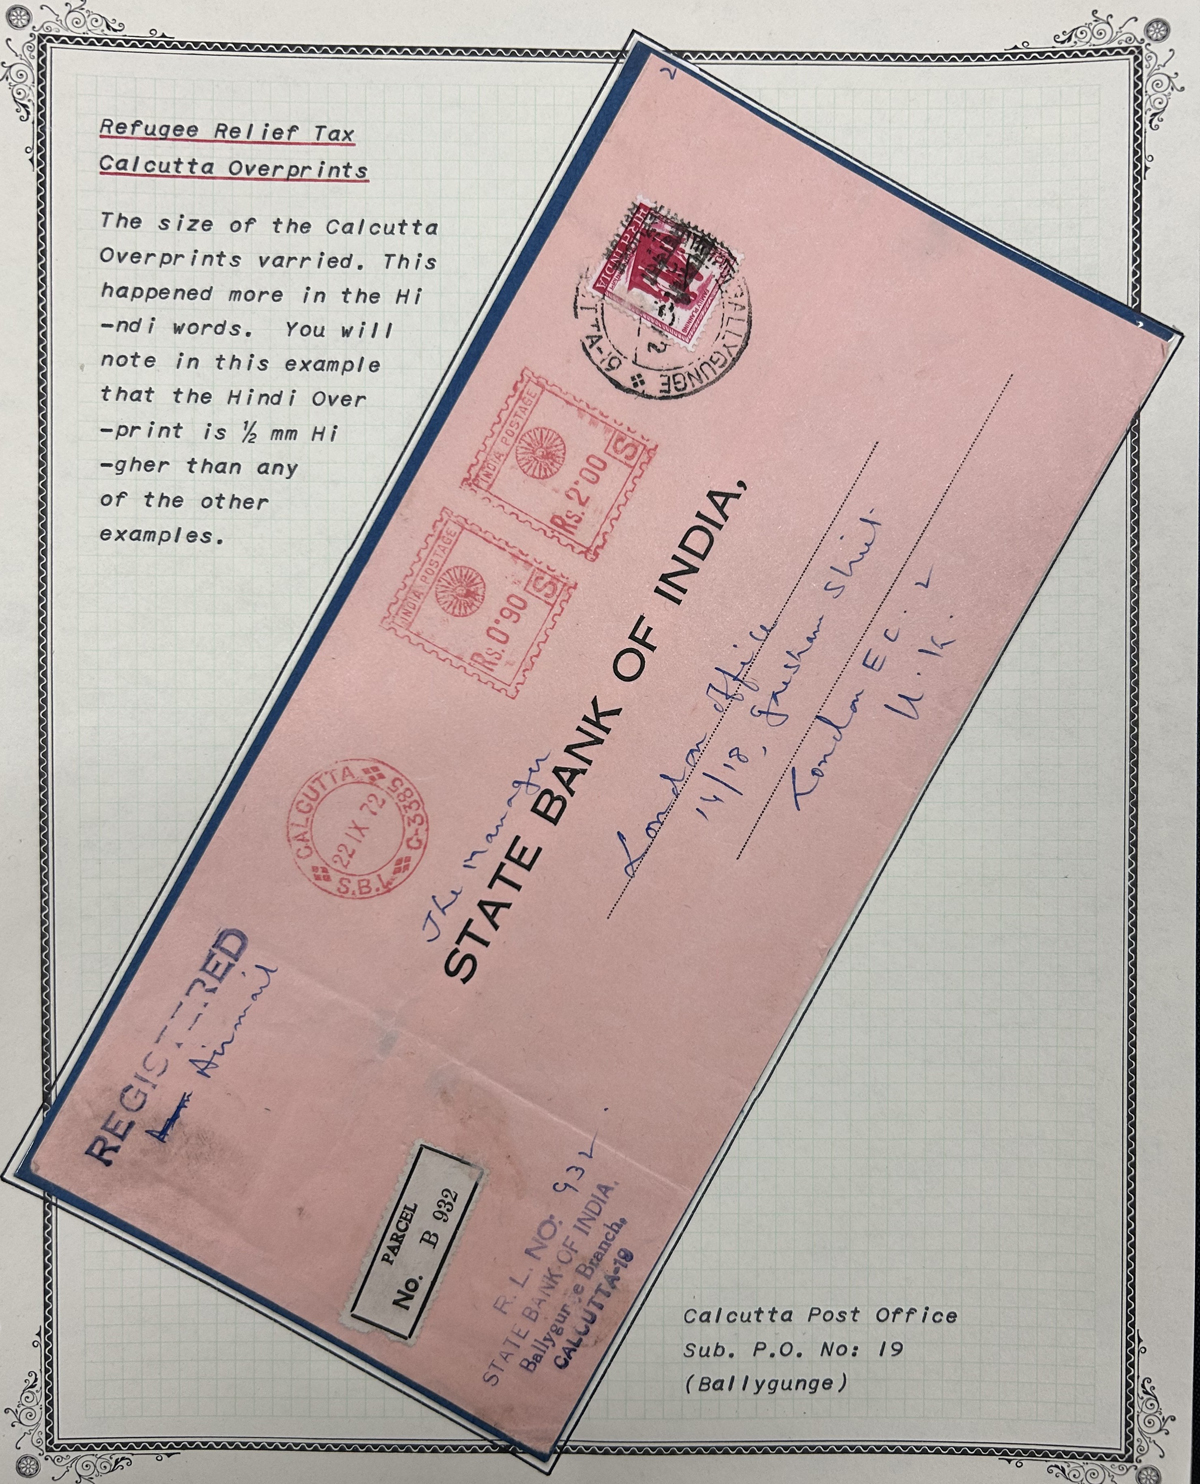 Refugee Relief Tax
Calcutta Overprints
The size of the Calcutta
Overprints varried. This
happened more in the Hi
-ndi words. You will
note in this example
that the Hindi Over
-print is ½ mm Hi
-gher than any
of the other
examples.
2
BALLYGUNGE
TTA-19
INDIA POSTAGE
Rs. 2·00
S
INDIA POSTAGE
Rs. 0·90
S
CALCUTTA
22 IX 72
S.B.I.
C-3385
REGISTERED
Airmail
The Manager
STATE BANK OF INDIA,
London Office
14/18, Gresham Street
London EC. 2
U. K.
PARCEL
No. B 932
R. L. NO: 932
STATE BANK OF INDIA.
Ballygunge Branch.
CALCUTTA-19
Calcutta Post Office
Sub. P.O. No: 19
(Ballygunge)